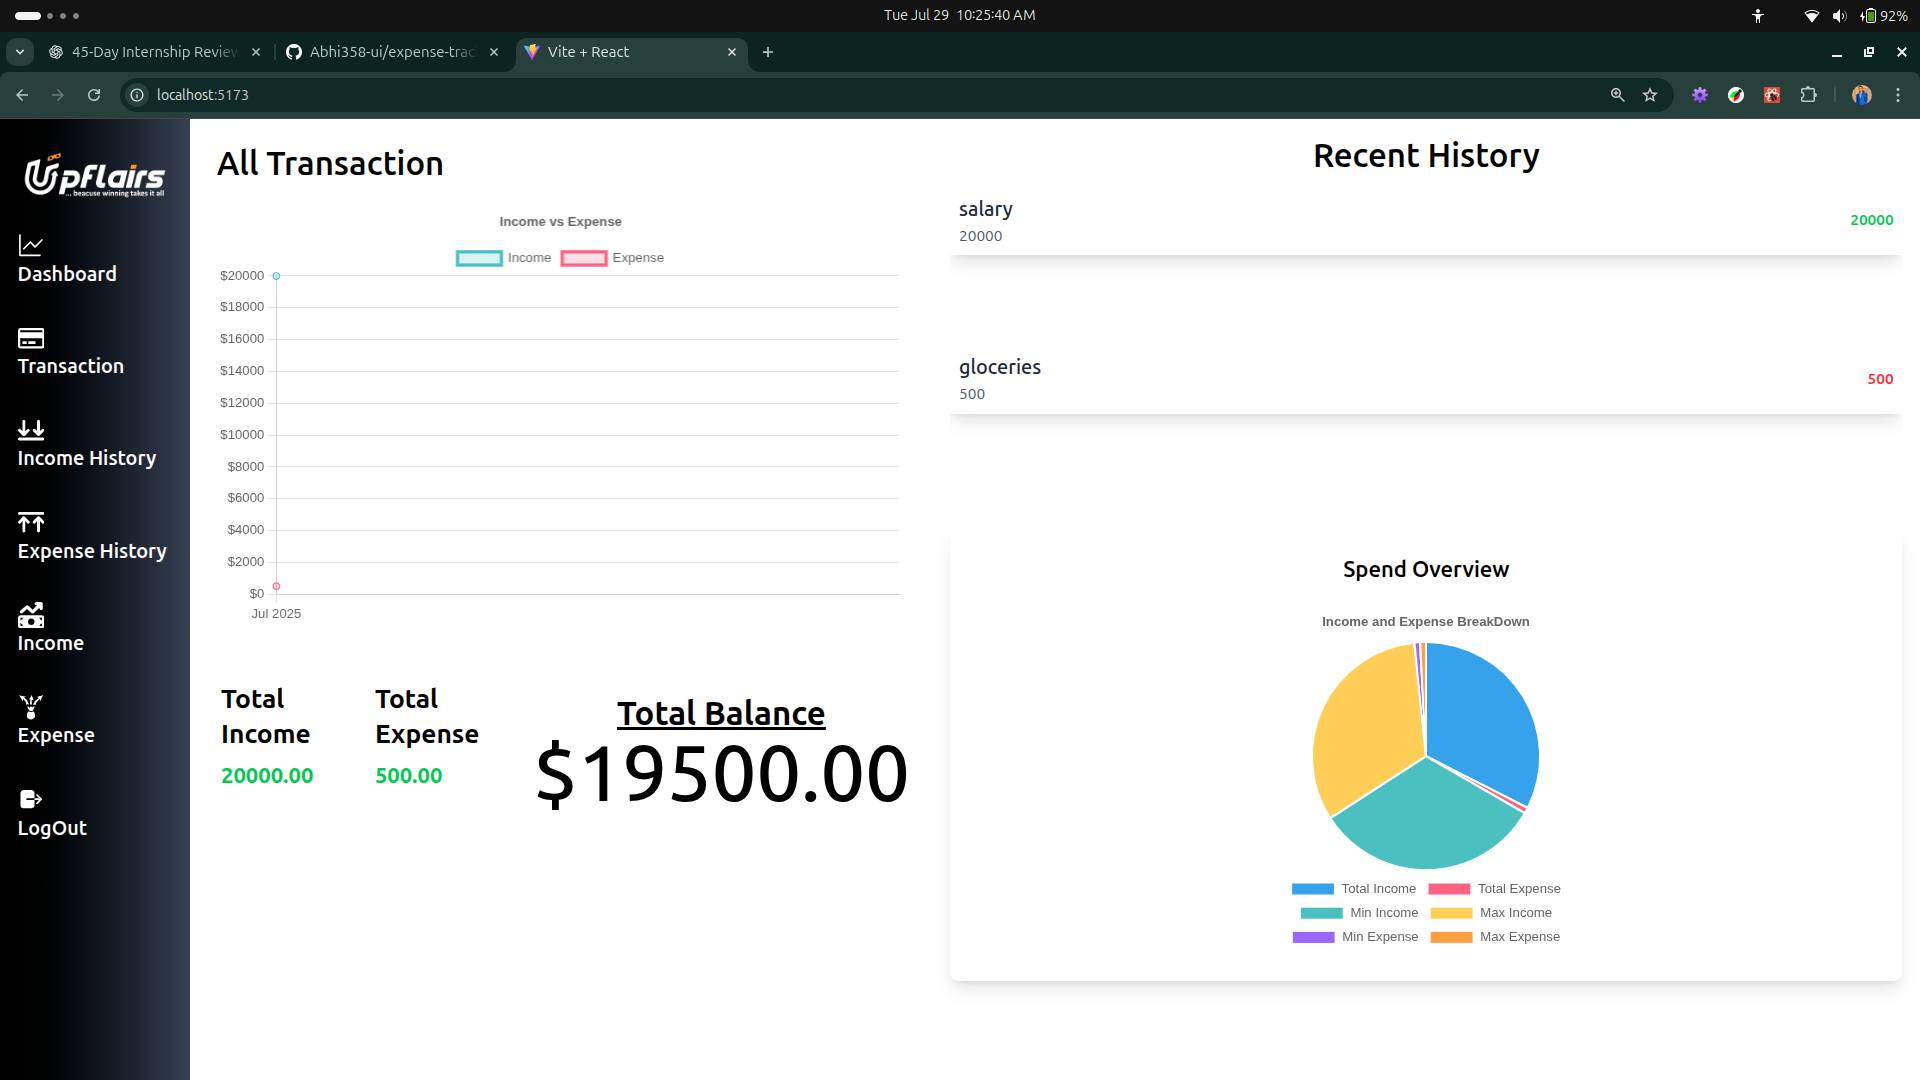 Tue Jul 29 10:25:40 AM
92%
45-Day Internship Review
Abhi358-ui/expense-trac
Vite + React
localhost:5173
Upflairs
... beacuse winning takes it all
Dashboard
Transaction
Income History
Expense History
Income
Expense
LogOut
All Transaction
Income vs Expense
Income Expense
$20000
$18000
$16000
$14000
$12000
$10000
$8000
$6000
$4000
$2000
$0
Jul 2025
Total
Income
20000.00
Total
Expense
500.00
Total Balance
$19500.00
Recent History
salary
20000
20000
gloceries
500
500
Spend Overview
Income and Expense BreakDown
Total Income Total Expense
Min Income Max Income
Min Expense Max Expense